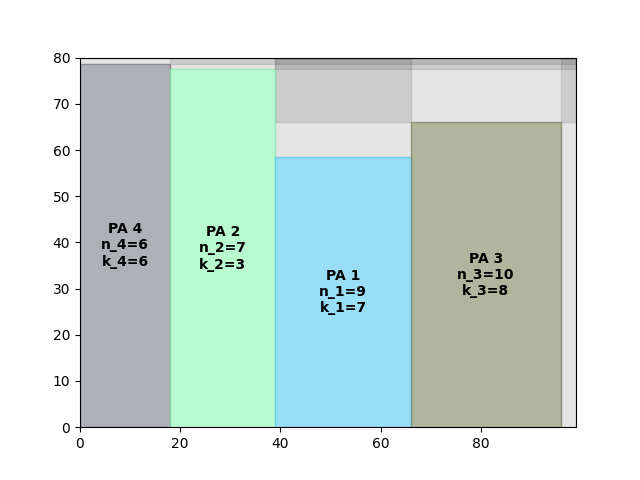 80
70
60
50
40
30
20
10
0
PA 4
n_4=6
k_4=6
PA 2
n_2=7
k_2=3
PA 1
n_1=9
k_1=7
PA 3
n_3=10
k_3=8
0 20 40 60 80